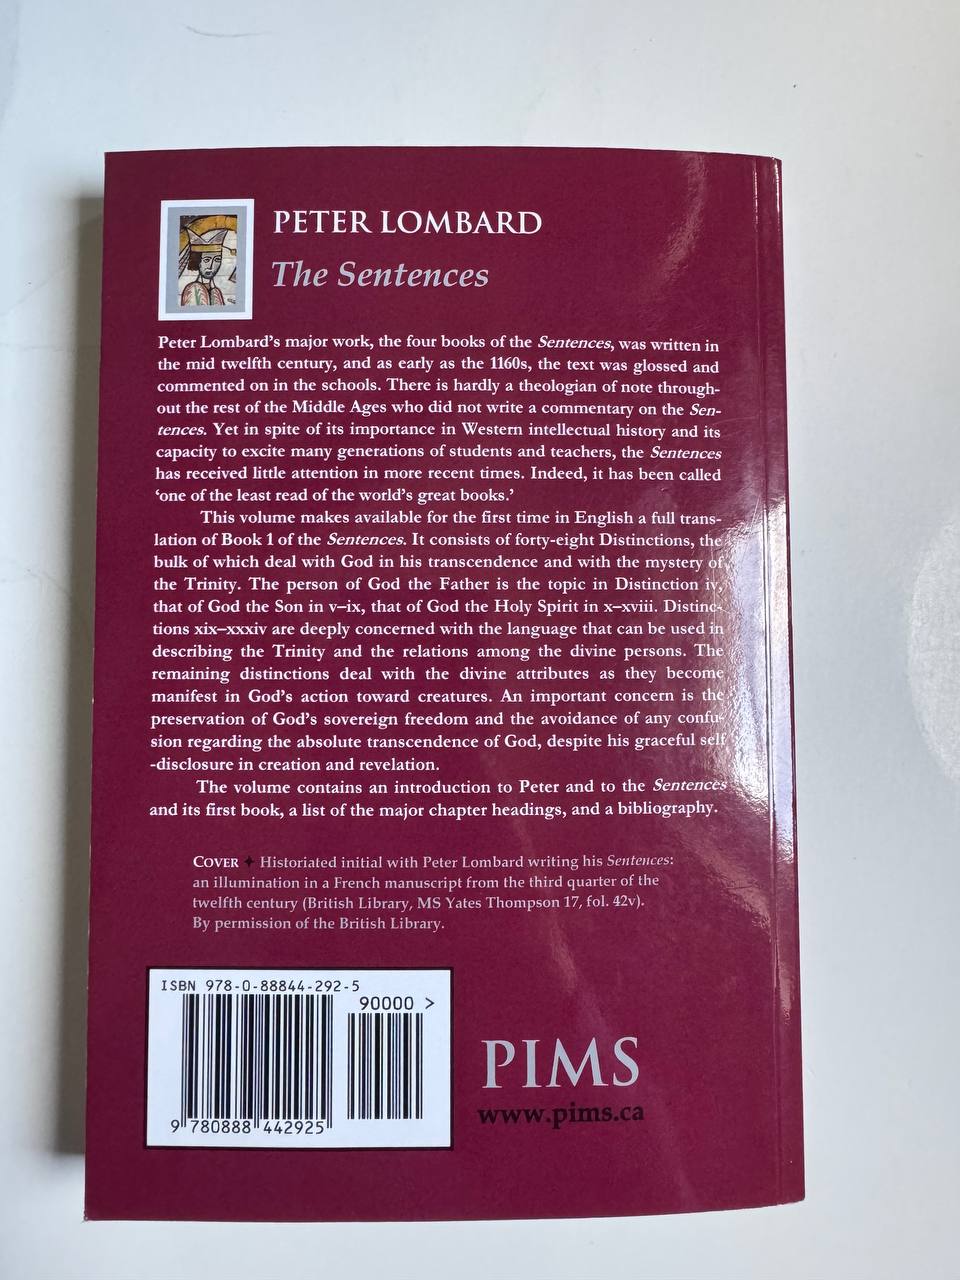 PETER LOMBARD
The Sentences
Peter Lombard's major work, the four books of the Sentences, was written in
the mid twelfth century, and as early as the 1160s, the text was glossed and
commented on in the schools. There is hardly a theologian of note through-
out the rest of the Middle Ages who did not write a commentary on the Sen-
tences. Yet in spite of its importance in Western intellectual history and its
capacity to excite many generations of students and teachers, the Sentences
has received little attention in more recent times. Indeed, it has been called
‘one of the least read of the world's great books.’
This volume makes available for the first time in English a full trans-
lation of Book 1 of the Sentences. It consists of forty-eight Distinctions, the
bulk of which deal with God in his transcendence and with the mystery of
the Trinity. The person of God the Father is the topic in Distinction iv,
that of God the Son in v–ix, that of God the Holy Spirit in x–xviii. Distinc-
tions xix–xxxiv are deeply concerned with the language that can be used in
describing the Trinity and the relations among the divine persons. The
remaining distinctions deal with the divine attributes as they become
manifest in God's action toward creatures. An important concern is the
preservation of God's sovereign freedom and the avoidance of any confu-
sion regarding the absolute transcendence of God, despite his graceful self
-disclosure in creation and revelation.
The volume contains an introduction to Peter and to the Sentences
and its first book, a list of the major chapter headings, and a bibliography.
COVER ✦ Historiated initial with Peter Lombard writing his Sentences:
an illumination in a French manuscript from the third quarter of the
twelfth century (British Library, MS Yates Thompson 17, fol. 42v).
By permission of the British Library.
ISBN 978-0-88844-292-5
90000 >
9 780888 442925
PIMS
www.pims.ca